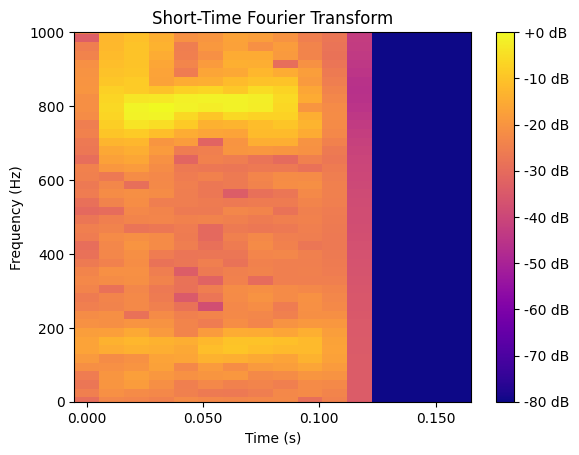 Short-Time Fourier Transform
1000
800
600
400
200
0
Frequency (Hz)
0.000
0.050
0.100
0.150
Time (s)
+0 dB
-10 dB
-20 dB
-30 dB
-40 dB
-50 dB
-60 dB
-70 dB
-80 dB